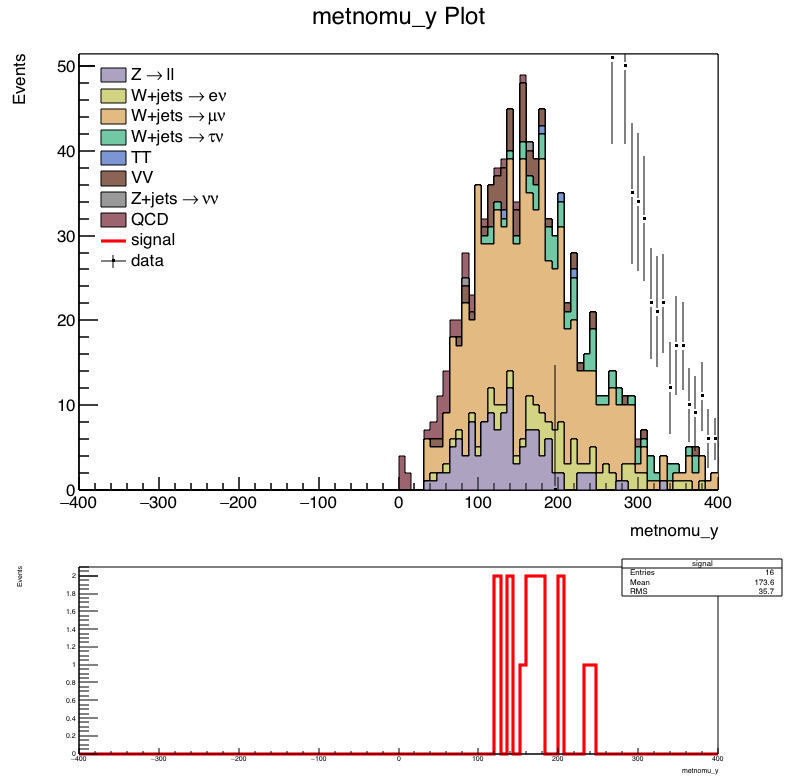 metnomu_y Plot
Events
50
40
30
20
10
0
Z → ll
W+jets → eν
W+jets → μν
W+jets → τν
TT
VV
Z+jets → νν
QCD
signal
data
−400 −300 −200 −100 0 100 200 300 400
metnomu_y
Events
signal
Entries 16
Mean 173.6
RMS 35.7
2
1.8
1.6
1.4
1.2
1
0.8
0.6
0.4
0.2
0
−400 −300 −200 −100 0 100 200 300 400
metnomu_y